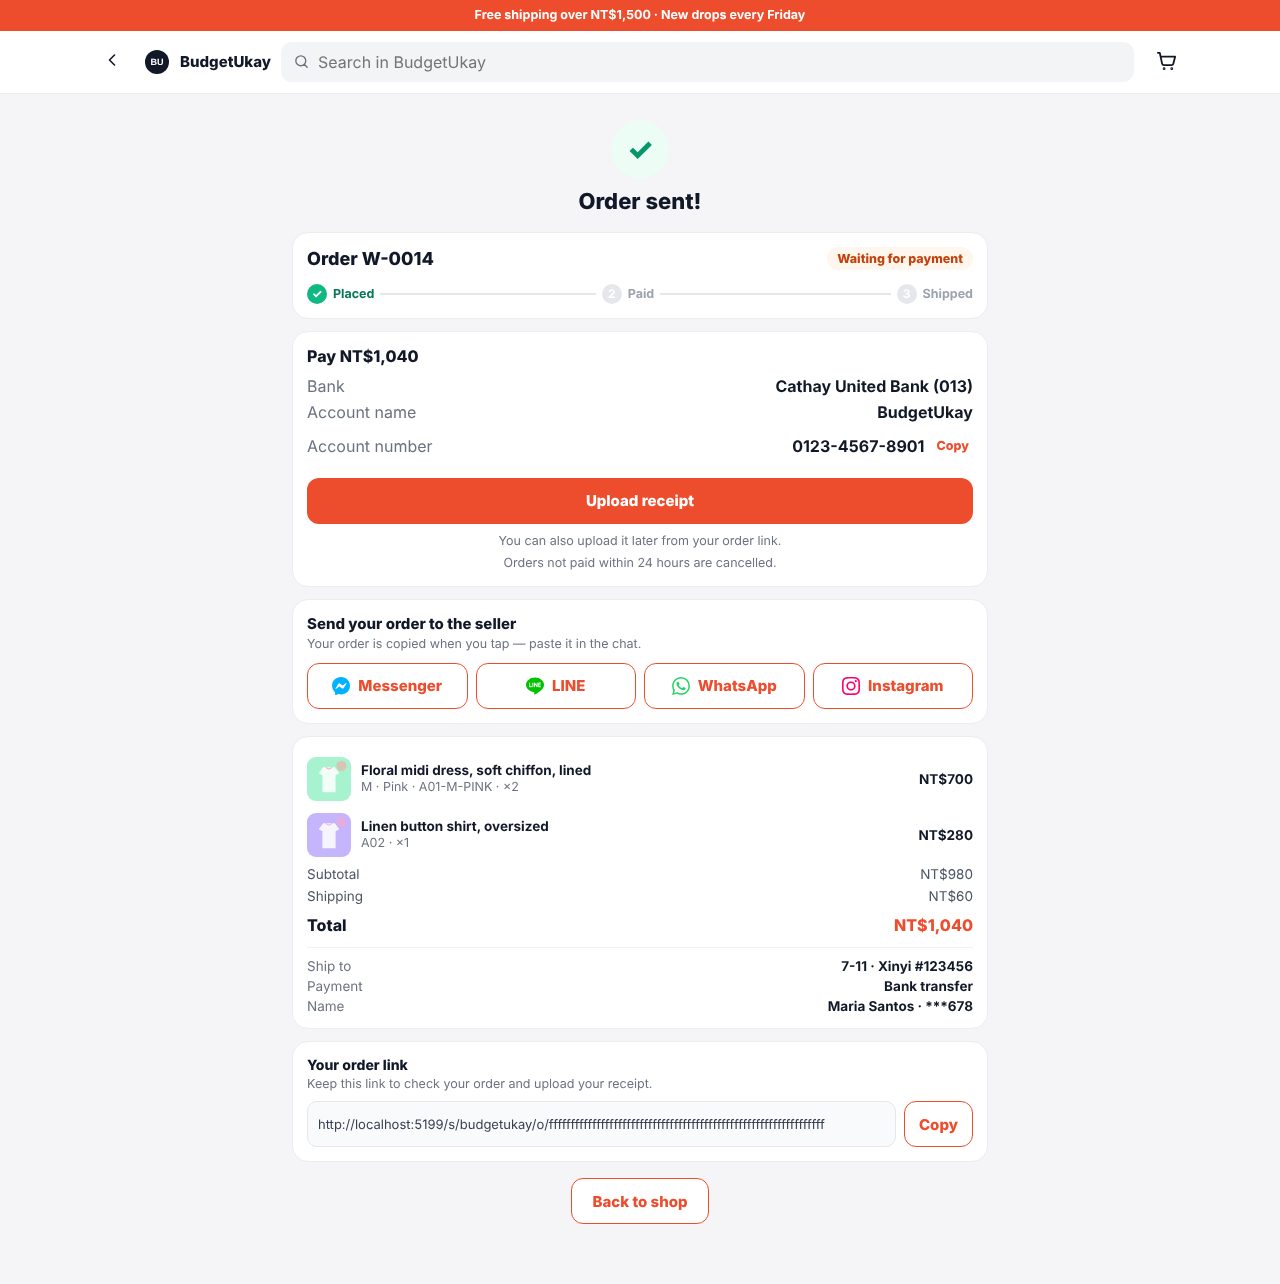 Free shipping over NT$1,500 · New drops every Friday
BU BudgetUkay Search in BudgetUkay
Order sent!
Order W-0014 Waiting for payment
Placed 2 Paid 3 Shipped
Pay NT$1,040
Bank Cathay United Bank (013)
Account name BudgetUkay
Account number 0123-4567-8901 Copy
Upload receipt
You can also upload it later from your order link.
Orders not paid within 24 hours are cancelled.
Send your order to the seller
Your order is copied when you tap — paste it in the chat.
Messenger LINE LINE WhatsApp Instagram
Floral midi dress, soft chiffon, lined NT$700
M · Pink · A01-M-PINK · ×2
Linen button shirt, oversized NT$280
A02 · ×1
Subtotal NT$980
Shipping NT$60
Total NT$1,040
Ship to 7-11 · Xinyi #123456
Payment Bank transfer
Name Maria Santos · ***678
Your order link
Keep this link to check your order and upload your receipt.
http://localhost:5199/s/budgetukay/o/ffffffffffffffffffffffffffffffffffffffffffffffffffffffffffffffff Copy
Back to shop